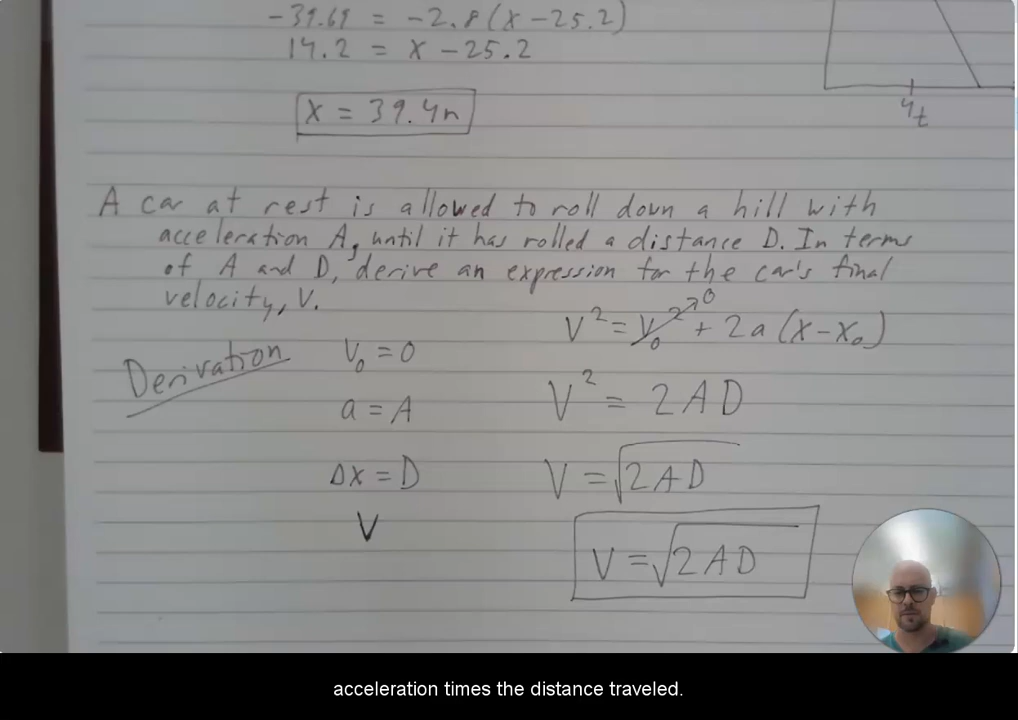 -39.69 = -2.8(x-25.2)
14.2 = x-25.2
x = 39.4m
4 t
A car at rest is allowed to roll down a hill with
acceleration A, until it has rolled a distance D. In terms
of A and D, derive an expression for the car's final
velocity, V.
Derivation
V₀ = 0
a = A
Δx = D
V
V² = V₀²→0 + 2a(x-x₀)
V² = 2AD
V = √2AD
V = √2AD
acceleration times the distance traveled.